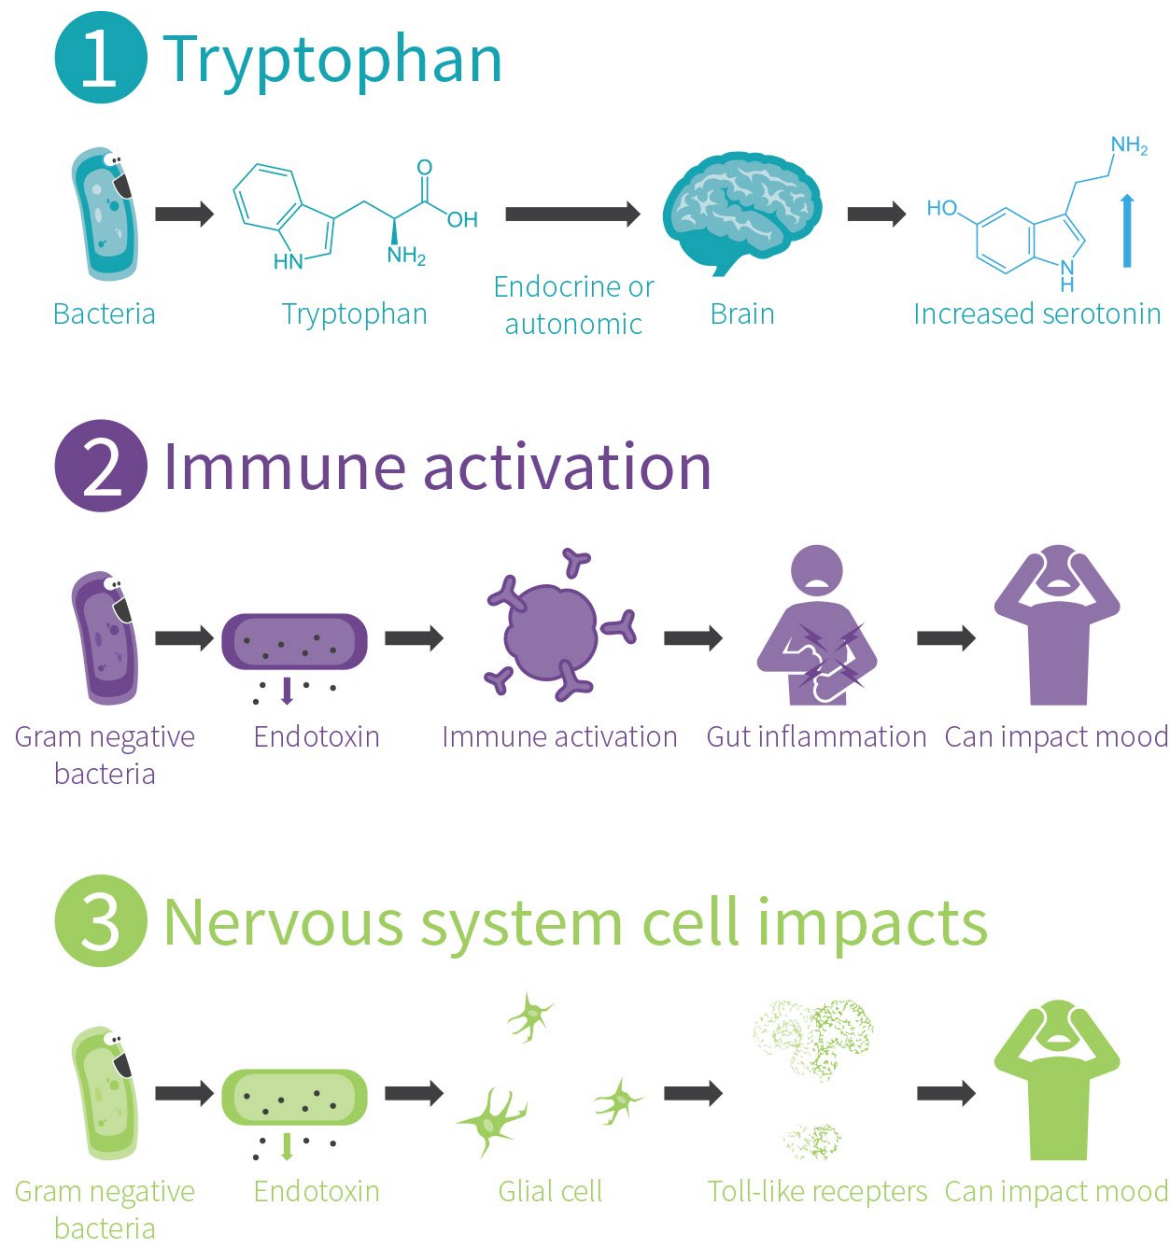 1 Tryptophan
O
OH
NH₂
HN
NH₂
HO
N
H
Bacteria
Tryptophan
Endocrine or
autonomic
Brain
Increased serotonin
2 Immune activation
Gram negative
bacteria
Endotoxin
Immune activation
Gut inflammation
Can impact mood
3 Nervous system cell impacts
Gram negative
bacteria
Endotoxin
Glial cell
Toll-like recepters
Can impact mood